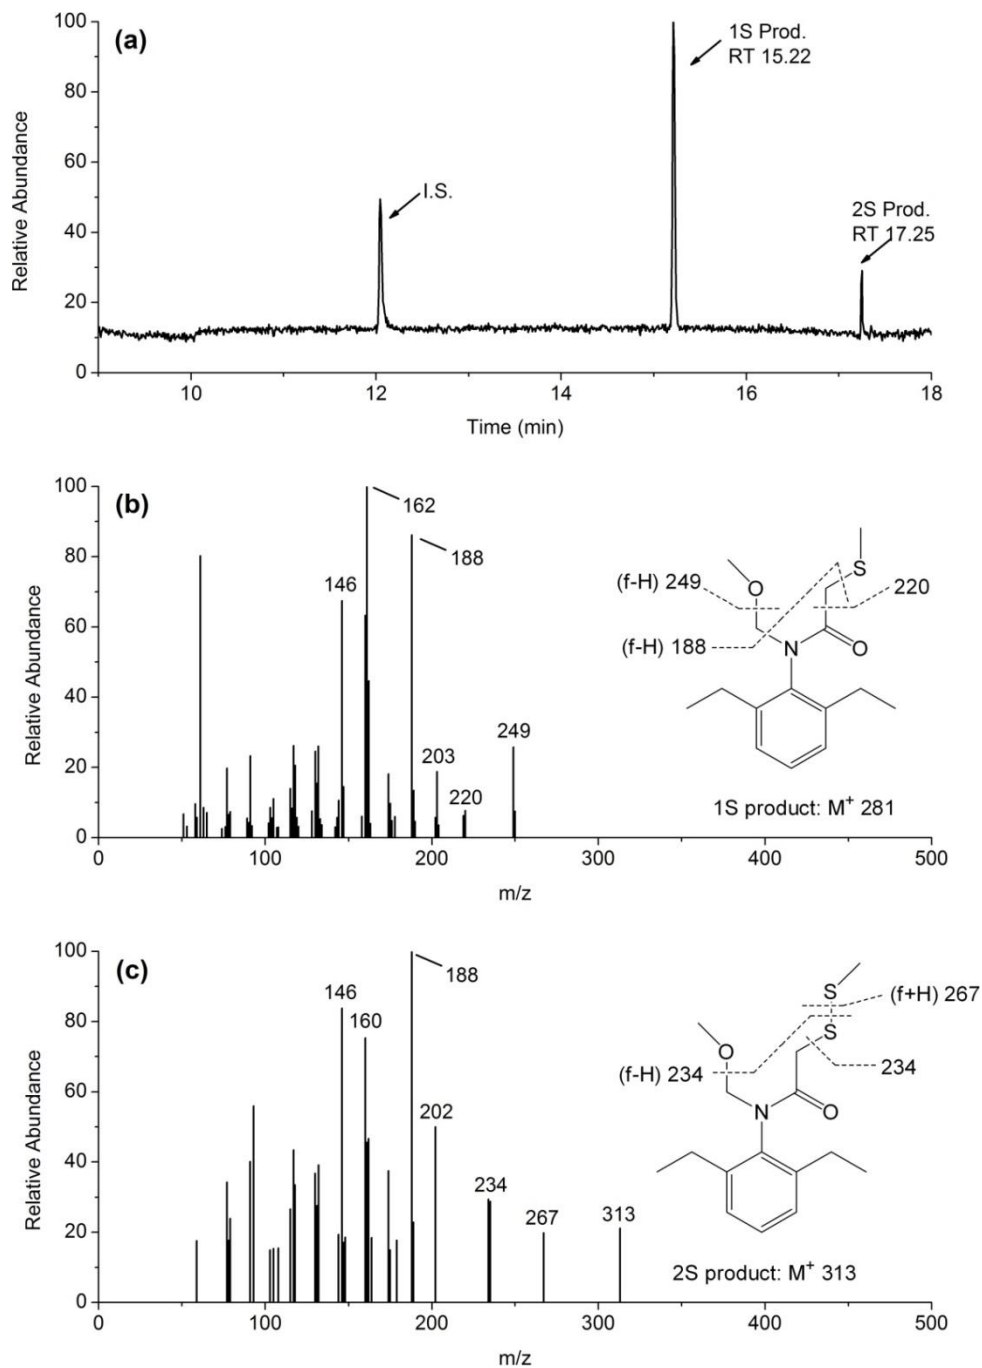 (a)
Relative Abundance
100
80
60
40
20
0
1S Prod.
RT 15.22
I.S.
2S Prod.
RT 17.25
10 12 14 16 18
Time (min)
(b)
Relative Abundance
100
80
60
40
20
0
162
188
146
249
203
220
(f-H) 249
O
S
220
(f-H) 188
N
O
1S product: M⁺ 281
0 100 200 300 400 500
m/z
(c)
Relative Abundance
100
80
60
40
20
0
188
146
160
202
234
267
313
S
(f+H) 267
S
O
(f-H) 234
234
N
O
2S product: M⁺ 313
0 100 200 300 400 500
m/z